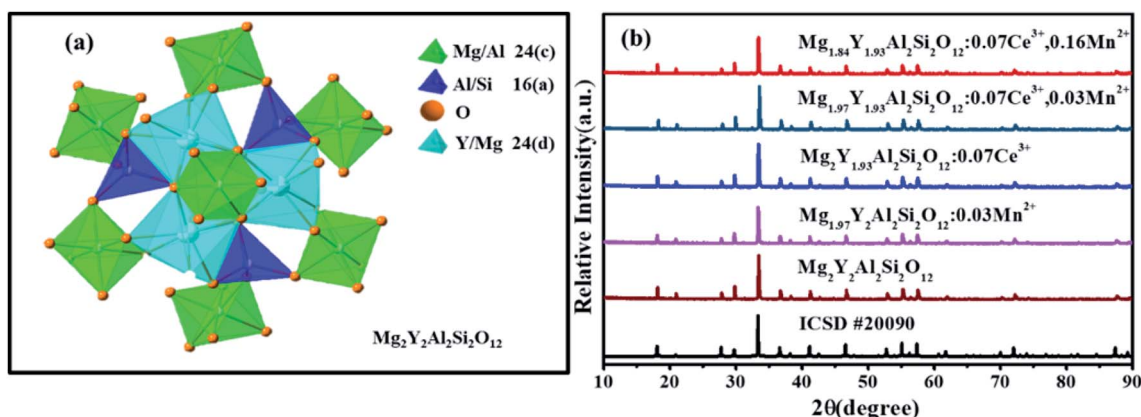 (a)
Mg/Al 24(c)
Al/Si 16(a)
O
Y/Mg 24(d)
Mg₂Y₂Al₂Si₂O₁₂
(b)
Mg₁.₈₄Y₁.₉₃Al₂Si₂O₁₂:0.07Ce³⁺,0.16Mn²⁺
Mg₁.₉₇Y₁.₉₃Al₂Si₂O₁₂:0.07Ce³⁺,0.03Mn²⁺
Mg₂Y₁.₉₃Al₂Si₂O₁₂:0.07Ce³⁺
Mg₁.₉₇Y₂Al₂Si₂O₁₂:0.03Mn²⁺
Mg₂Y₂Al₂Si₂O₁₂
ICSD #20090
Relative Intensity(a.u.)
10 20 30 40 50 60 70 80 90
2θ(degree)